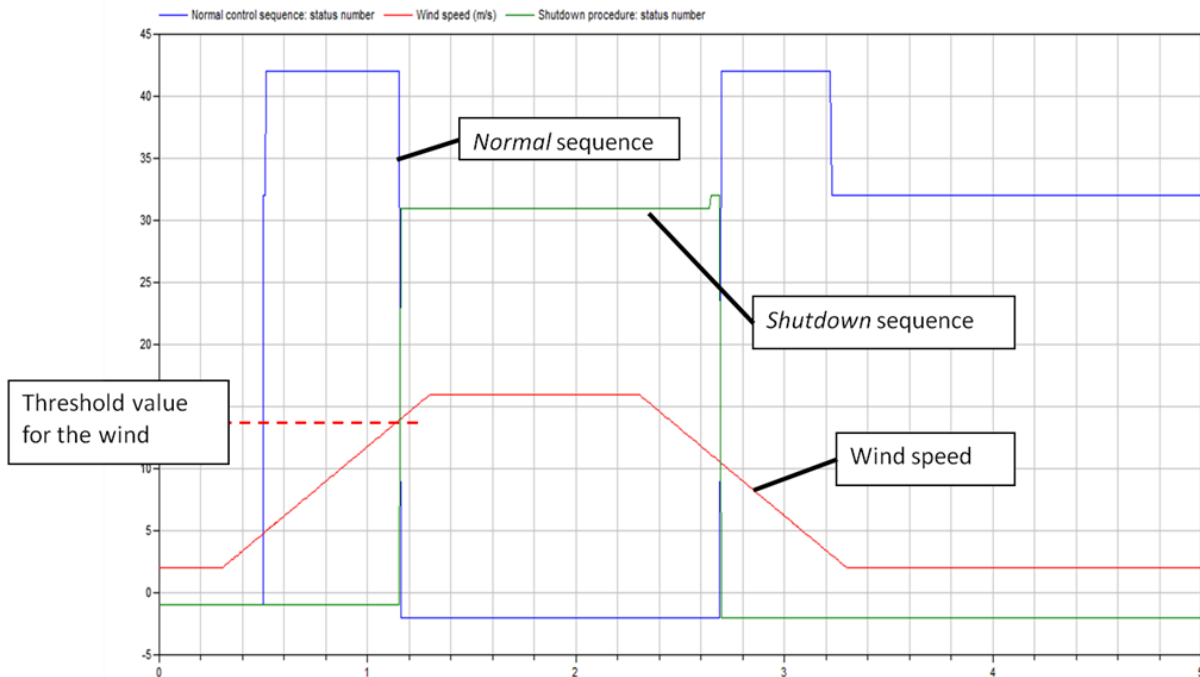 Normal control sequence: status number Wind speed (m/s) Shutdown procedure: status number
45
40
Normal sequence
35
30
25
Shutdown sequence
20
Threshold value
for the wind
Wind speed
10
5
0
-5
0 1 2 3 4 5